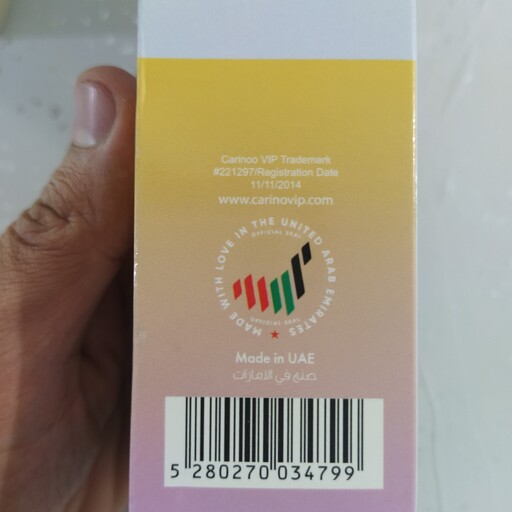 Carinoo VIP Trademark
#221297/Registration Date
11/11/2014
www.carinovip.com
MADE WITH LOVE IN THE UNITED ARAB EMIRATES
OFFICIAL SEAL
Made in UAE
صنع في الامارات
5 280270 034799